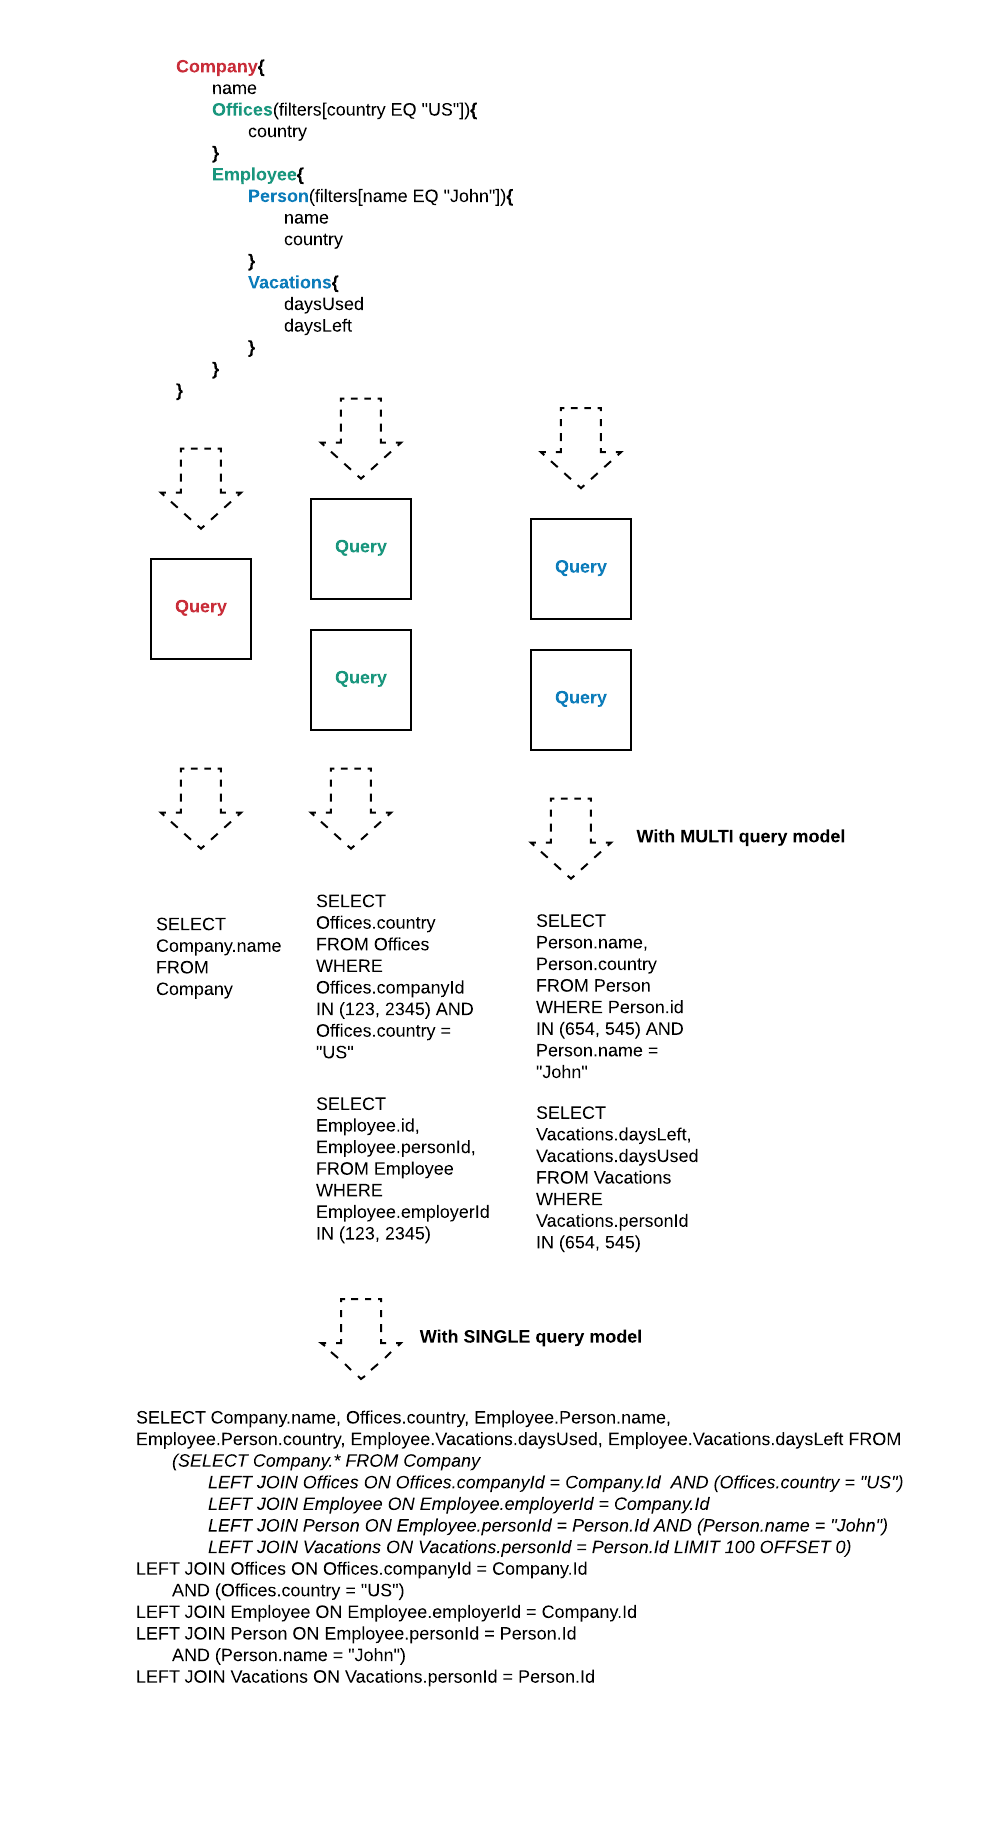 Company{
name
Offices(filters[country EQ "US"]){
country
}
Employee{
Person(filters[name EQ "John"]){
name
country
}
Vacations{
daysUsed
daysLeft
}
}
}
Query
Query
Query
Query
Query
With MULTI query model
SELECT
Company.name
FROM
Company
SELECT
Offices.country
FROM Offices
WHERE
Offices.companyId
IN (123, 2345) AND
Offices.country =
"US"
SELECT
Employee.id,
Employee.personId,
FROM Employee
WHERE
Employee.employerId
IN (123, 2345)
SELECT
Person.name,
Person.country
FROM Person
WHERE Person.id
IN (654, 545) AND
Person.name =
"John"
SELECT
Vacations.daysLeft,
Vacations.daysUsed
FROM Vacations
WHERE
Vacations.personId
IN (654, 545)
With SINGLE query model
SELECT Company.name, Offices.country, Employee.Person.name,
Employee.Person.country, Employee.Vacations.daysUsed, Employee.Vacations.daysLeft FROM
(SELECT Company.* FROM Company
LEFT JOIN Offices ON Offices.companyId = Company.Id  AND (Offices.country = "US")
LEFT JOIN Employee ON Employee.employerId = Company.Id
LEFT JOIN Person ON Employee.personId = Person.Id AND (Person.name = "John")
LEFT JOIN Vacations ON Vacations.personId = Person.Id LIMIT 100 OFFSET 0)
LEFT JOIN Offices ON Offices.companyId = Company.Id
AND (Offices.country = "US")
LEFT JOIN Employee ON Employee.employerId = Company.Id
LEFT JOIN Person ON Employee.personId = Person.Id
AND (Person.name = "John")
LEFT JOIN Vacations ON Vacations.personId = Person.Id